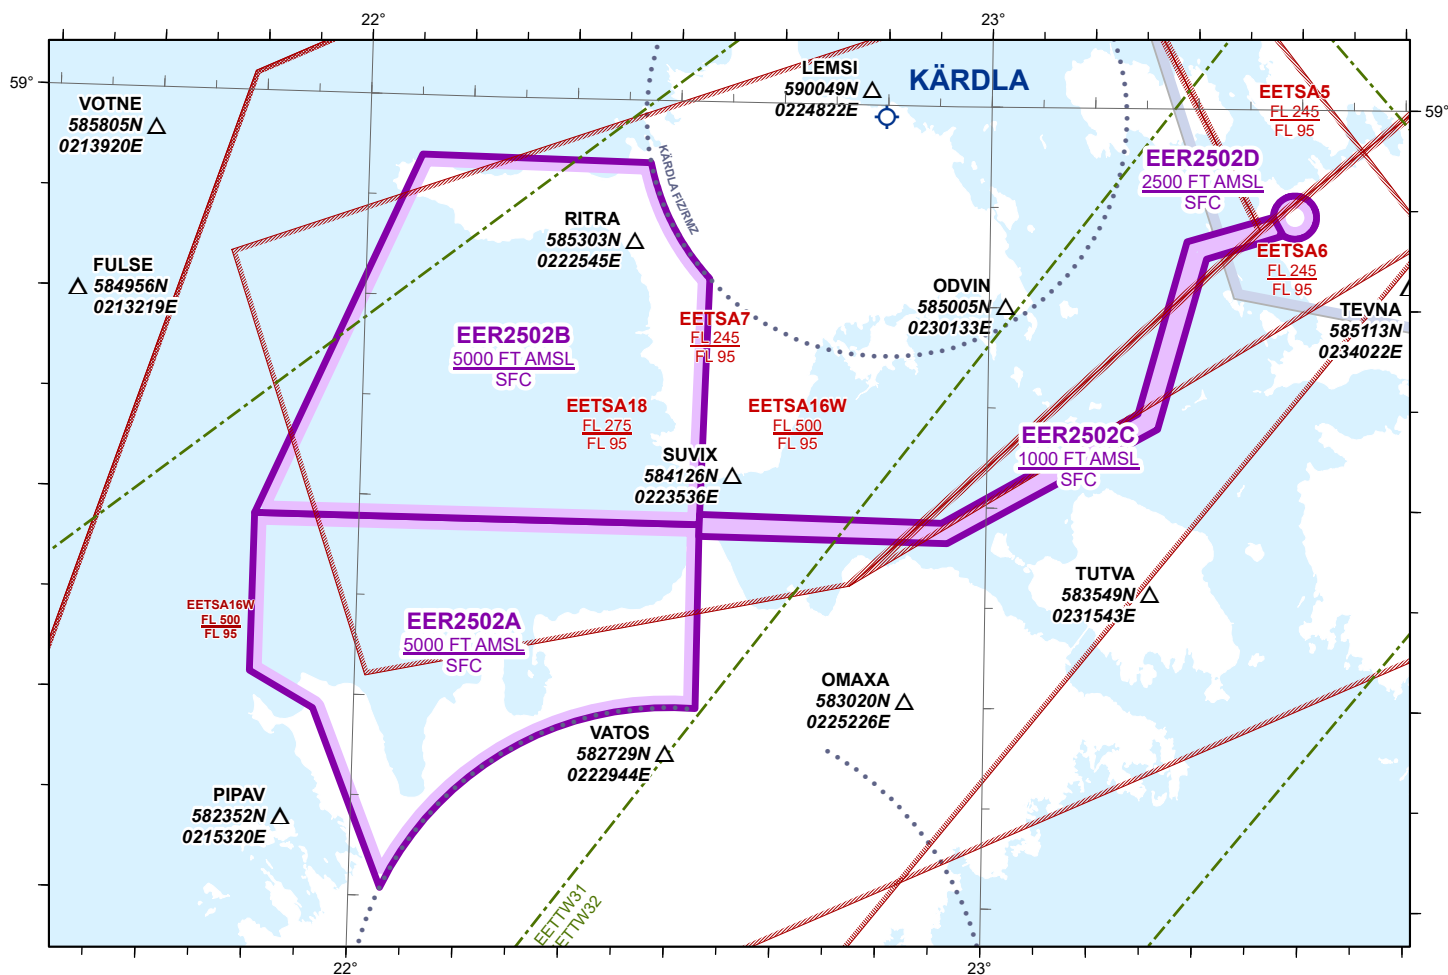 22°
23°
59°
59°
VOTNE
585805N
0213920E
LEMSI
590049N
0224822E
KÄRDLA
EETSA5
FL 245
FL 95
EER2502D
2500 FT AMSL
SFC
KÄRDLA FIZ/RMZ
RITRA
585303N
0222545E
FULSE
584956N
0213219E
EETSA6
FL 245
FL 95
ODVIN
585005N
0230133E
TEVNA
585113N
0234022E
EER2502B
5000 FT AMSL
SFC
EETSA7
FL 245
FL 95
EETSA18
FL 275
FL 95
EETSA16W
FL 500
FL 95
EER2502C
1000 FT AMSL
SFC
SUVIX
584126N
0223536E
TUTVA
583549N
0231543E
EETSA16W
FL 500
FL 95
EER2502A
5000 FT AMSL
SFC
OMAXA
583020N
0225226E
VATOS
582729N
0222944E
PIPAV
582352N
0215320E
EETTW31
ETTW32
22°
23°